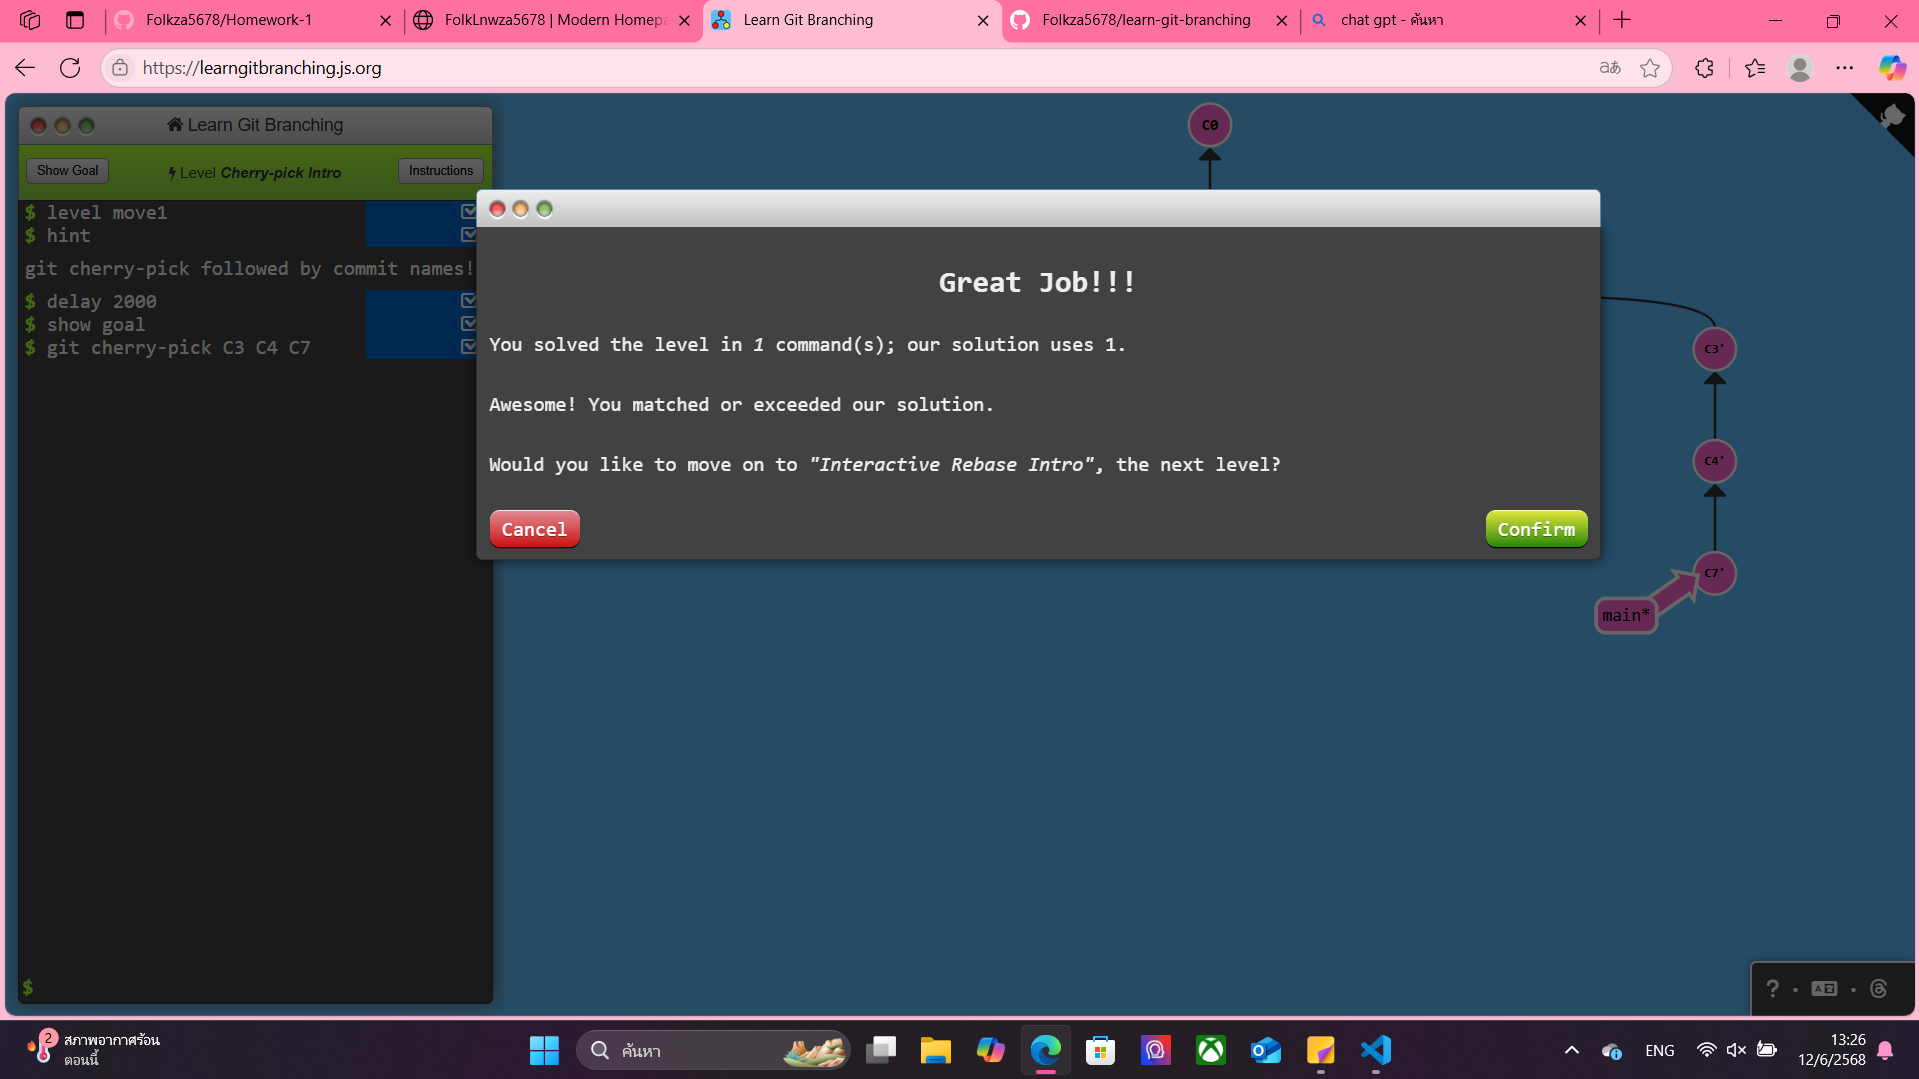 Folkza5678/Homework-1
FolkLnwza5678 | Modern Homepa
Learn Git Branching
Folkza5678/learn-git-branching
chat gpt - ค้นหา
https://learngitbranching.js.org
Learn Git Branching
Show Goal
Level Cherry-pick Intro
Instructions
$ level move1
$ hint
git cherry-pick followed by commit names!
$ delay 2000
$ show goal
$ git cherry-pick C3 C4 C7
$
C0
Great Job!!!
You solved the level in 1 command(s); our solution uses 1.
Awesome! You matched or exceeded our solution.
Would you like to move on to "Interactive Rebase Intro", the next level?
Cancel
Confirm
C3'
C4'
C7'
main*
2
สภาพอากาศร้อน
ตอนนี้
ค้นหา
ENG
13:26
12/6/2568